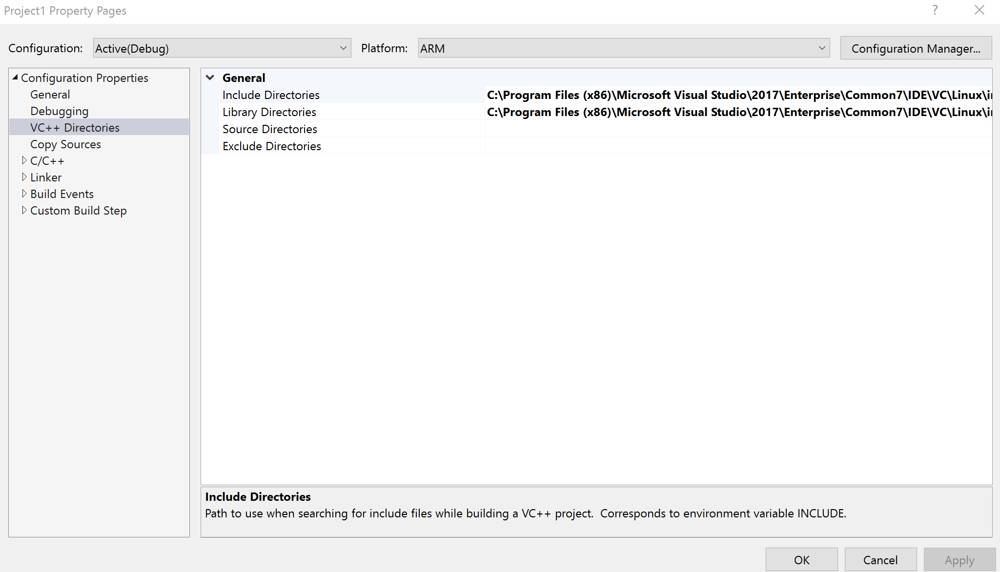 Project1 Property Pages
?
Configuration: Active(Debug) Platform: ARM Configuration Manager...
Configuration Properties
General
Debugging
VC++ Directories
Copy Sources
C/C++
Linker
Build Events
Custom Build Step
General
Include Directories C:\Program Files (x86)\Microsoft Visual Studio\2017\Enterprise\Common7\IDE\VC\Linux\i
Library Directories C:\Program Files (x86)\Microsoft Visual Studio\2017\Enterprise\Common7\IDE\VC\Linux\i
Source Directories
Exclude Directories
Include Directories
Path to use when searching for include files while building a VC++ project.  Corresponds to environment variable INCLUDE.
OK Cancel Apply